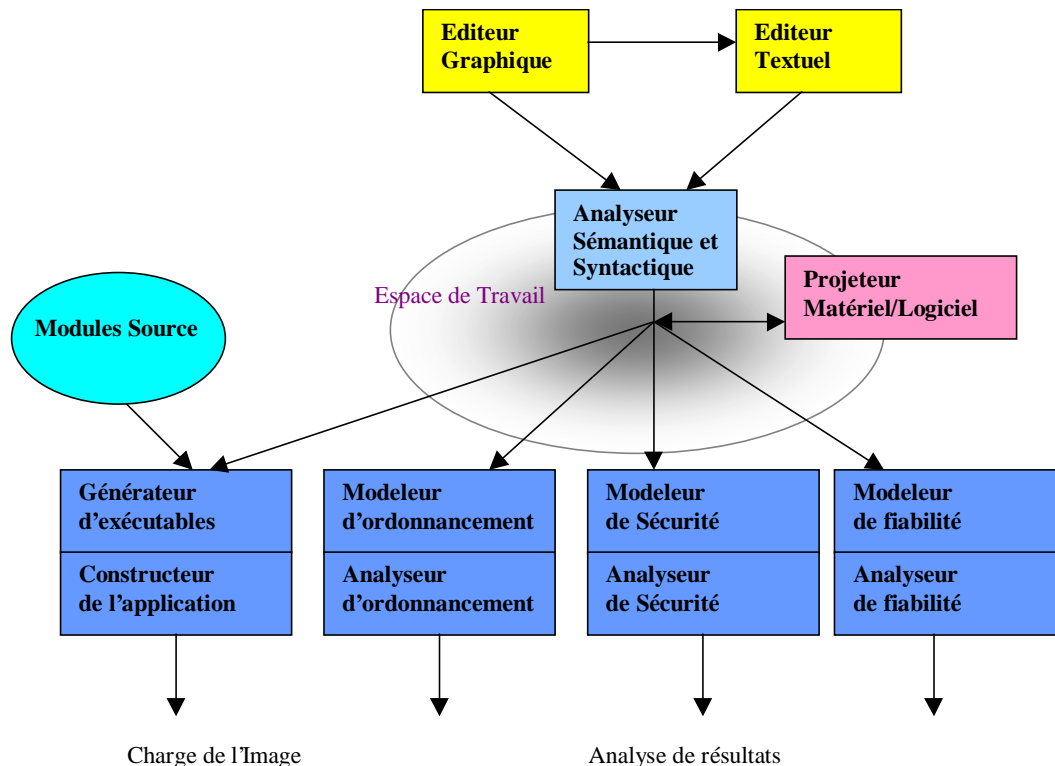 Editeur
Graphique
Editeur
Textuel
Analyseur
Sémantique et
Syntactique
Espace de Travail
Projeteur
Matériel/Logiciel
Modules Source
Générateur
d'exécutables
Modeleur
d'ordonnancement
Modeleur
de Sécurité
Modeleur
de fiabilité
Constructeur
de l'application
Analyseur
d'ordonnancement
Analyseur
de Sécurité
Analyseur
de fiabilité
Charge de l'Image
Analyse de résultats